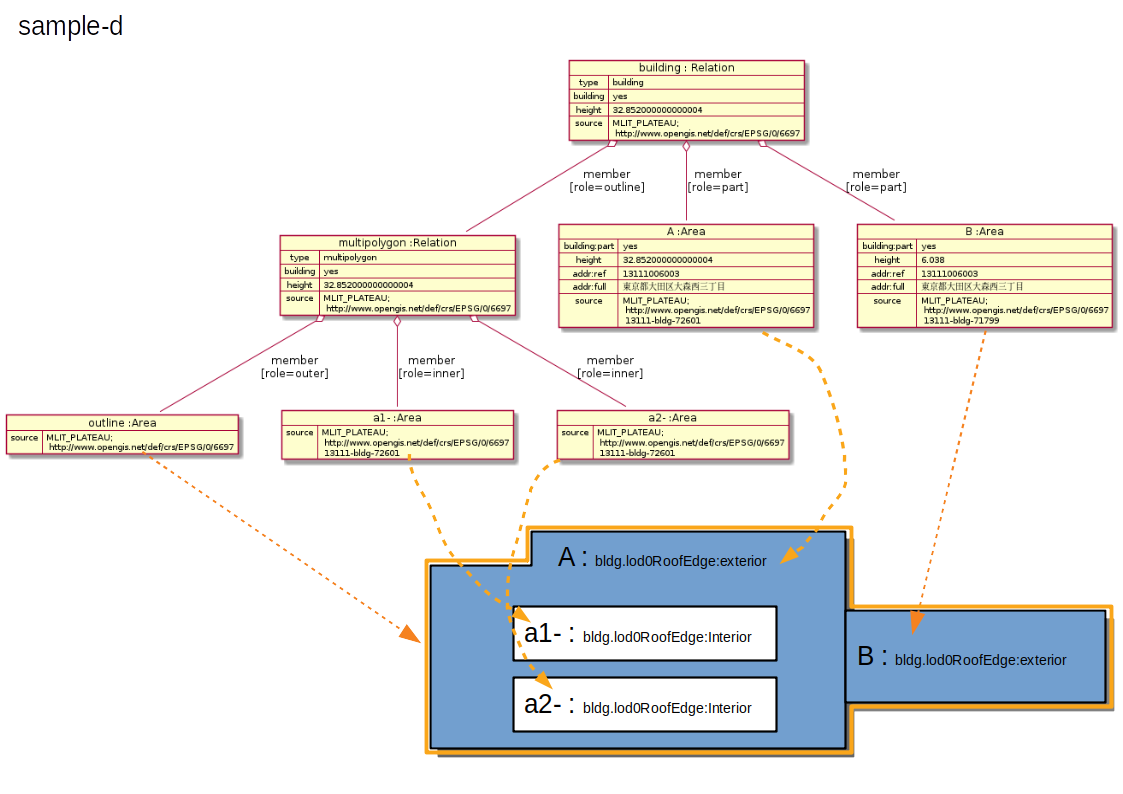 sample-d
building : Relation
type building
building yes
height 32.852000000000004
source MLIT_PLATEAU;
http://www.opengis.net/def/crs/EPSG/0/6697
member
[role=outline]
member
[role=part]
member
[role=part]
multipolygon :Relation
type multipolygon
building yes
height 32.852000000000004
source MLIT_PLATEAU;
http://www.opengis.net/def/crs/EPSG/0/6697
A :Area
building:part yes
height 32.852000000000004
addr:ref 13111006003
addr:full 東京都大田区大森西三丁目
source MLIT_PLATEAU;
http://www.opengis.net/def/crs/EPSG/0/6697
13111-bldg-72601
B :Area
building:part yes
height 6.038
addr:ref 13111006003
addr:full 東京都大田区大森西三丁目
source MLIT_PLATEAU;
http://www.opengis.net/def/crs/EPSG/0/6697
13111-bldg-71799
member
[role=outer]
member
[role=inner]
member
[role=inner]
outline :Area
source MLIT_PLATEAU;
http://www.opengis.net/def/crs/EPSG/0/6697
a1- :Area
source MLIT_PLATEAU;
http://www.opengis.net/def/crs/EPSG/0/6697
13111-bldg-72601
a2- :Area
source MLIT_PLATEAU;
http://www.opengis.net/def/crs/EPSG/0/6697
13111-bldg-72601
A : bldg.lod0RoofEdge:exterior
a1- : bldg.lod0RoofEdge:Interior
B : bldg.lod0RoofEdge:exterior
a2- : bldg.lod0RoofEdge:Interior